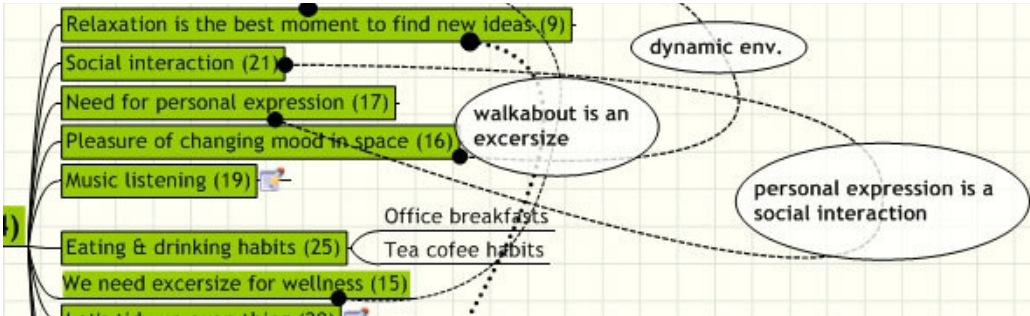 Relaxation is the best moment to find new ideas (9)
dynamic env.
Social interaction (21)
Need for personal expression (17)
walkabout is an
excersize
Pleasure of changing mood in space (16)
Music listening (19)
personal expression is a
social interaction
4)
Office breakfasts
Eating & drinking habits (25)
Tea cofee habits
We need excersize for wellness (15)